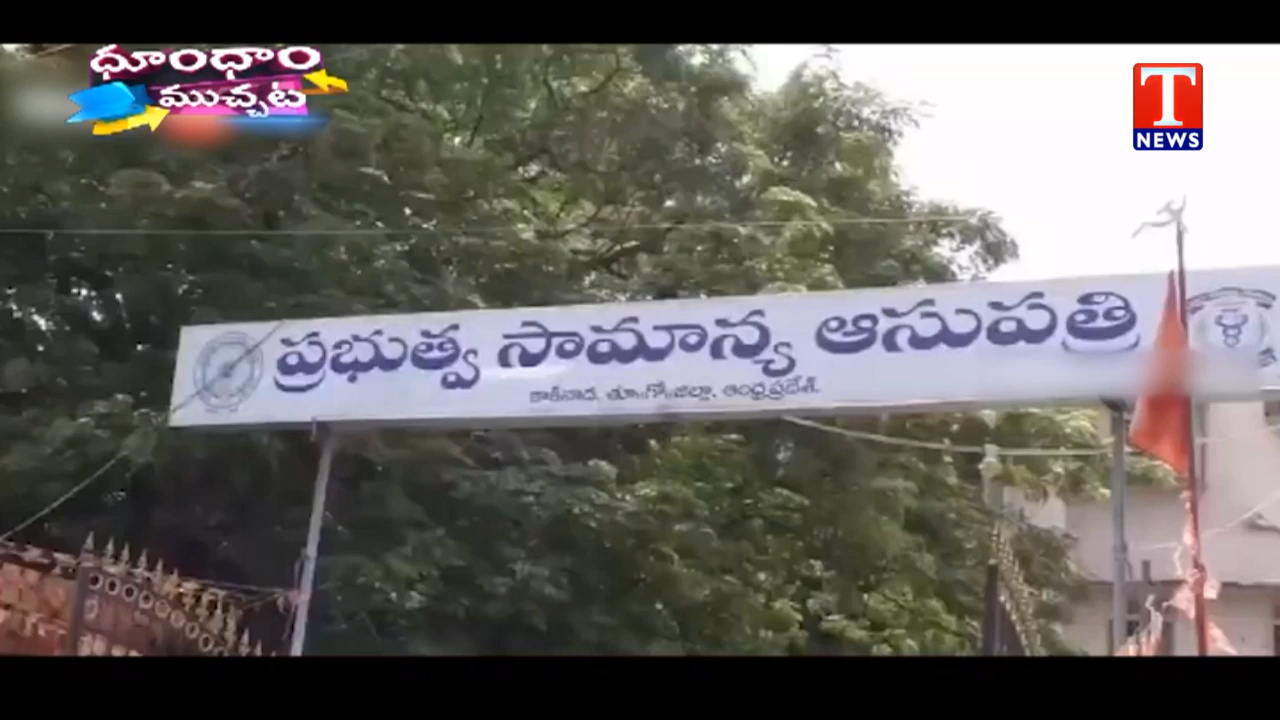 ధూంధాం
ముచ్చట
T
NEWS
ప్రభుత్వ సామాన్య ఆసుపత్రి
కాకినాడ, తూ॥గో॥జిల్లా, ఆంధ్రప్రదేశ్.